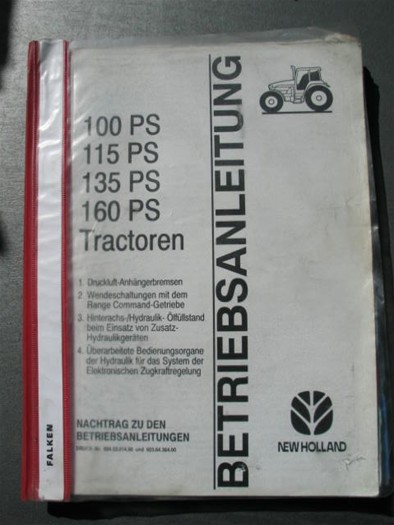 100 PS
115 PS
135 PS
160 PS
Tractoren
1. Druckluft-Anhängerbremsen
2. Wendeschaltungen mit dem
Range Command-Getriebe
3. Hinterachs-/Hydraulik- Ölfüllstand
beim Einsatz von Zusatz-
Hydraulikgeräten
4. Überarbeitete Bedienungsorgane
der Hydraulik für das System der
Elektronischen Zugkraftregelung
NACHTRAG ZU DEN
BETRIEBSANLEITUNGEN
und
BETRIEBSANLEITUNG
NEW HOLLAND
FALKEN